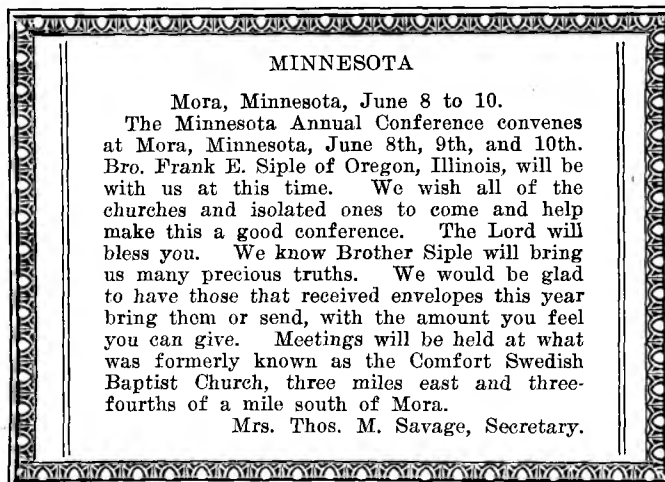 MINNESOTA
Mora, Minnesota, June 8 to 10.
The Minnesota Annual Conference convenes
at Mora, Minnesota, June 8th, 9th, and 10th.
Bro. Frank E. Siple of Oregon, Illinois, will be
with us at this time. We wish all of the
churches and isolated ones to come and help
make this a good conference. The Lord will
bless you. We know Brother Siple will bring
us many precious truths. We would be glad
to have those that received envelopes this year
bring them or send, with the amount you feel
you can give. Meetings will be held at what
was formerly known as the Comfort Swedish
Baptist Church, three miles east and three-
fourths of a mile south of Mora.
Mrs. Thos. M. Savage, Secretary.